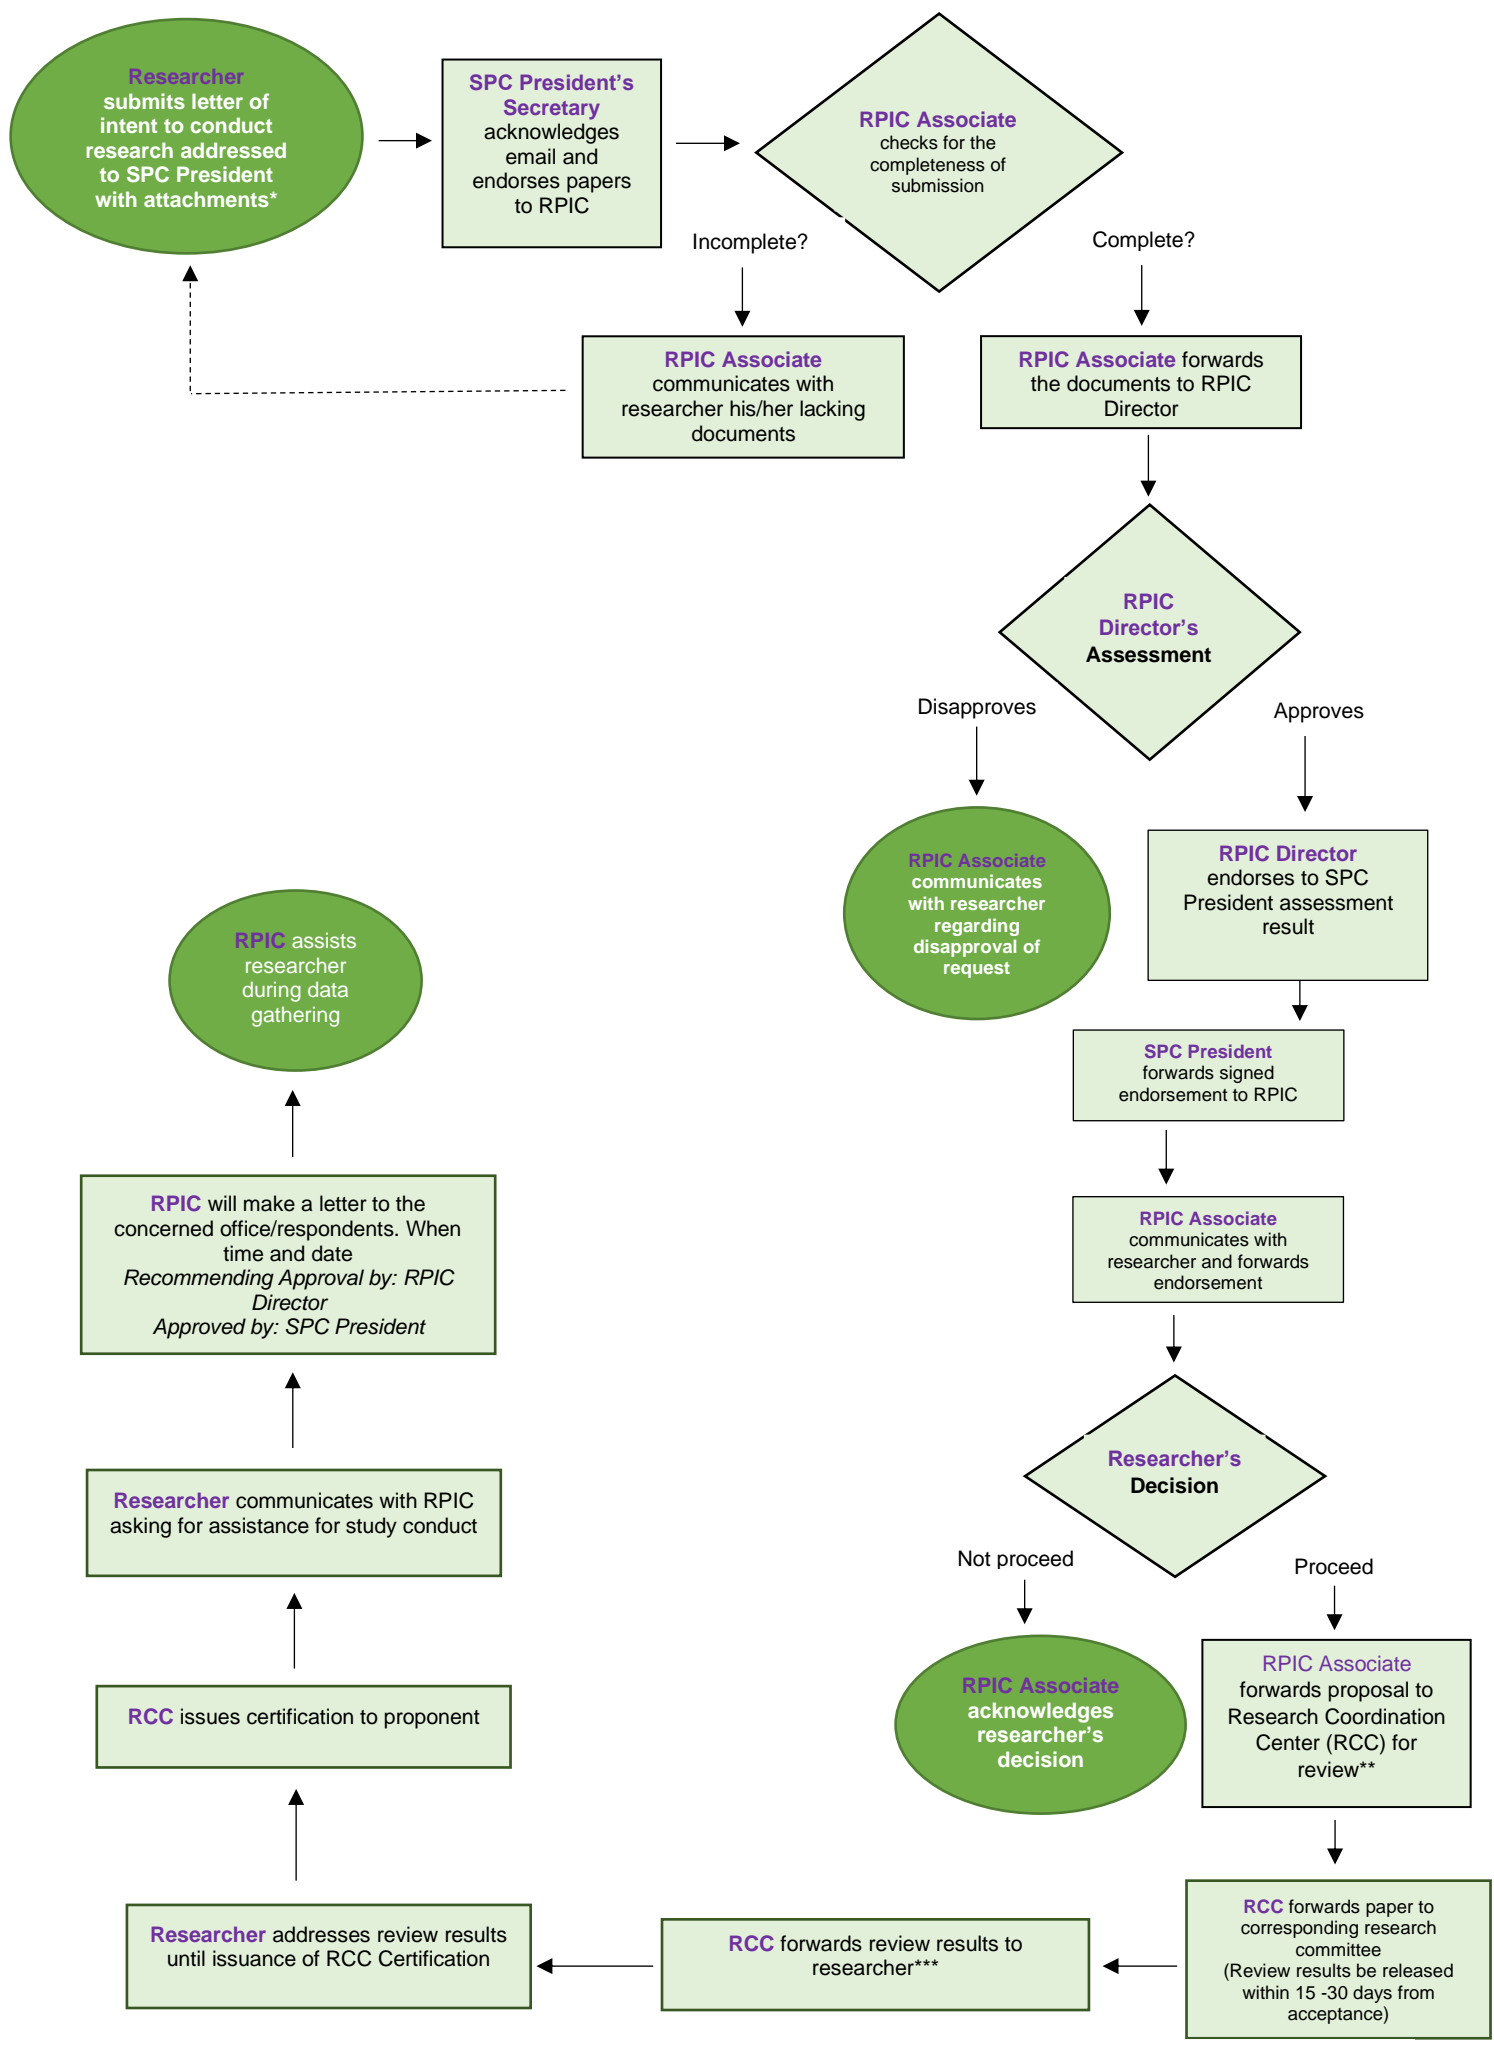 Researcher
submits letter of
intent to conduct
research addressed
to SPC President
with attachments*
SPC President’s
Secretary
acknowledges
email and
endorses papers
to RPIC
RPIC Associate
checks for the
completeness of
submission
Incomplete?
Complete?
RPIC Associate
communicates with
researcher his/her lacking
documents
RPIC Associate forwards
the documents to RPIC
Director
RPIC
Director’s
Assessment
Disapproves
Approves
RPIC Associate
communicates
with researcher
regarding
disapproval of
request
RPIC Director
endorses to SPC
President assessment
result
SPC President
forwards signed
endorsement to RPIC
RPIC Associate
communicates with
researcher and forwards
endorsement
Researcher’s
Decision
Not proceed
Proceed
RPIC Associate
acknowledges
researcher’s
decision
RPIC Associate
forwards proposal to
Research Coordination
Center (RCC) for
review**
RCC forwards paper to
corresponding research
committee
(Review results be released
within 15 -30 days from
acceptance)
RCC forwards review results to
researcher***
Researcher addresses review results
until issuance of RCC Certification
RCC issues certification to proponent
Researcher communicates with RPIC
asking for assistance for study conduct
RPIC will make a letter to the
concerned office/respondents. When
time and date
Recommending Approval by: RPIC
Director
Approved by: SPC President
RPIC assists
researcher
during data
gathering